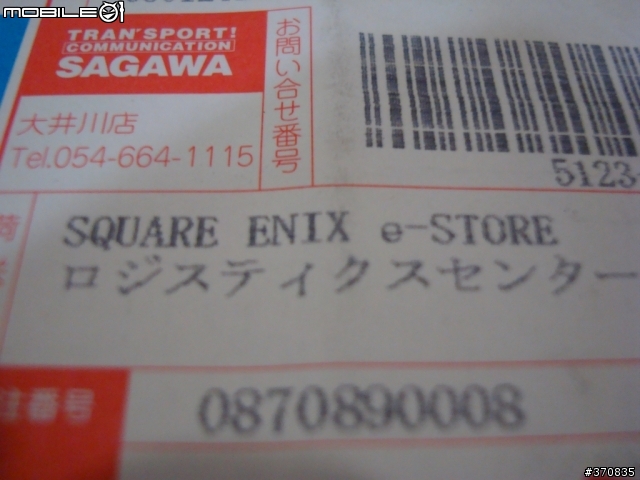 MOBILE01
TRAN'SPORT!
COMMUNICATION
SAGAWA
お問い合せ番号
大井川店
Tel.054-664-1115
5123-
SQUARE ENIX e-STORE
ロジスティクスセンター
番号
0870890008
#370835